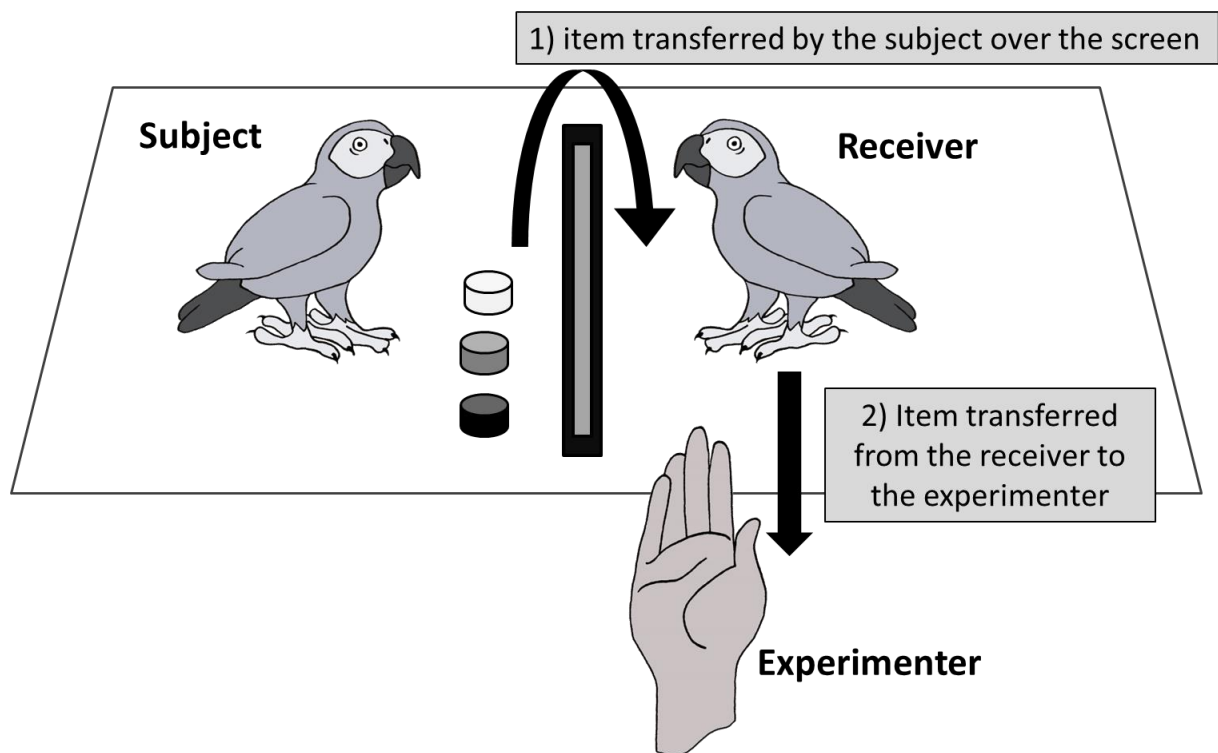 1) item transferred by the subject over the screen
Subject
Receiver
2) Item transferred
from the receiver to
the experimenter
Experimenter